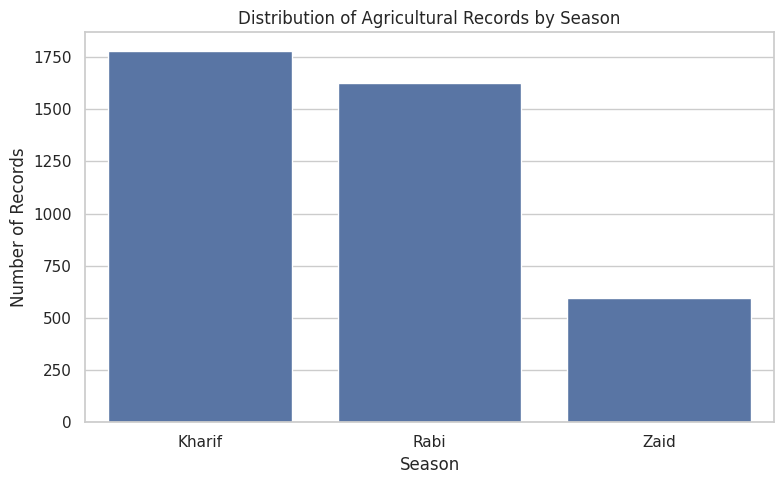 Distribution of Agricultural Records by Season
Number of Records
1750
1500
1250
1000
750
500
250
0
Kharif
Rabi
Zaid
Season